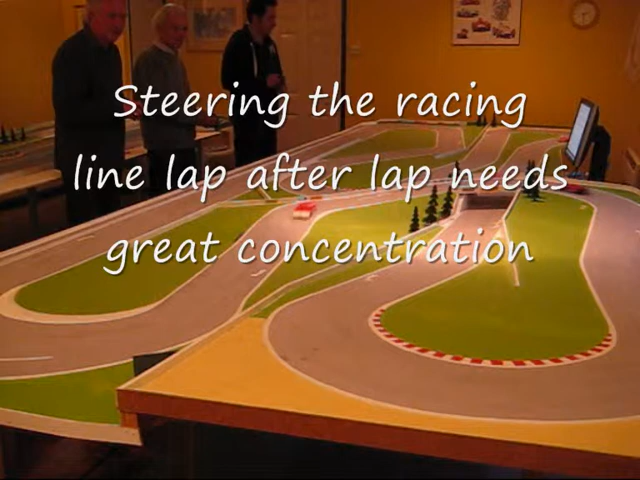 Steering the racing
line lap after lap needs
great concentration